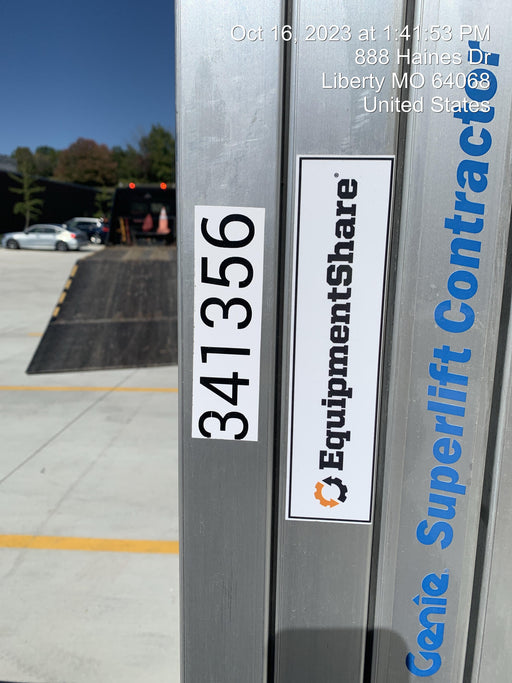 Oct 16, 2023 at 1:41:53 PM
888 Haines Dr
Liberty MO 64068
United States
341356
EquipmentShare®
Genie Superlift Contractor